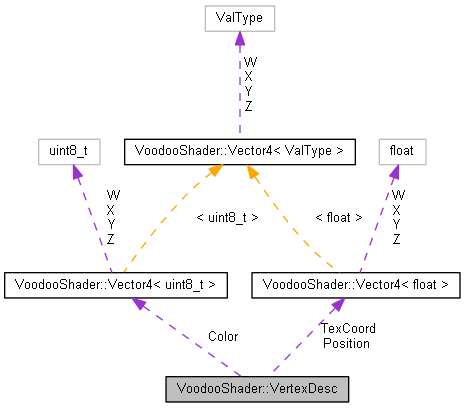 ValType
W
X
Y
Z
uint8_t
VoodooShader::Vector4< ValType >
float
W
X
Y
Z
< uint8_t >
< float >
W
X
Y
Z
VoodooShader::Vector4< uint8_t >
VoodooShader::Vector4< float >
Color
TexCoord
Position
VoodooShader::VertexDesc